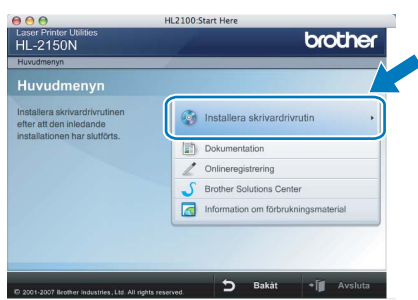 HL2100:Start Here
Laser Printer Utilities
HL-2150N
brother
Huvudmenyn
Huvudmenyn
Installera skrivardrivrutinen
efter att den inledande
installationen har slutförts.
Installera skrivardrivrutin
Dokumentation
Onlineregistrering
Brother Solutions Center
Information om förbrukningsmaterial
© 2001-2007 Brother Industries, Ltd. All rights reserved.
Bakåt
Avsluta